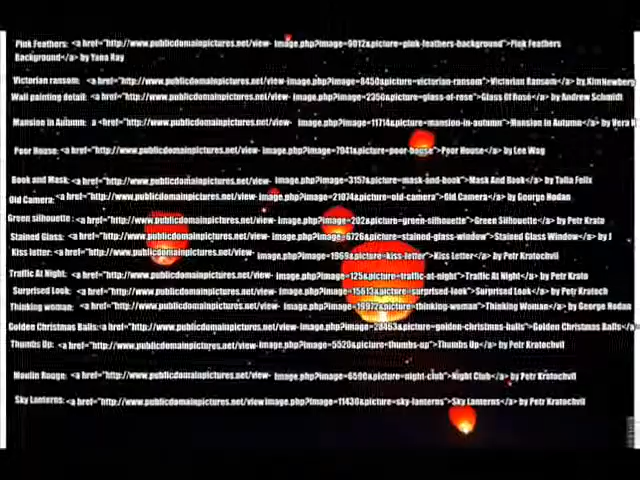 Pink Feathers: <a href="http://www.publicdomainpictures.net/view- image.php?image=9012&picture=pink-feathers-background">Pink Feathers
Background</a> by Yana Ray
Victorian ransom: <a href="http://www.publicdomainpictures.net/view- image.php?image=8450&picture=victorian-ransom">Victorian Ransom</a> by Kim Newberg
Wall painting detail: <a href="http://www.publicdomainpictures.net/view- image.php?image=2350&picture=glass-of-rose">Glass Of Rosé</a> by Andrew Schmidt
Mansion in Autumn: a <href="http://www.publicdomainpictures.net/view- image.php?image=11714&picture=mansion-in-autumn">Mansion In Autumn</a> by Vera K
Poor House: <a href="http://www.publicdomainpictures.net/view- image.php?image=7941&picture=poor-house">Poor House</a> by Lee Wag
Book and Mask: <a href="http://www.publicdomainpictures.net/view- image.php?image=3157&picture=mask-and-book">Mask And Book</a> by Talia Felix
Old Camera: <a href="http://www.publicdomainpictures.net/view- image.php?image=21074&picture=old-camera">Old Camera</a> by George Hodan
Green silhouette: <a href="http://www.publicdomainpictures.net/view- image.php?image=202&picture=green-silhouette">Green Silhouette</a> by Petr Krato
Stained Glass: <a href="http://www.publicdomainpictures.net/view- image.php?image=6726&picture=stained-glass-window">Stained Glass Window</a> by J
Kiss letter: <a href="http://www.publicdomainpictures.net/view- image.php?image=1969&picture=kiss-letter">Kiss Letter</a> by Petr Kratochvil
Traffic At Night: <a href="http://www.publicdomainpictures.net/view- image.php?image=125&picture=traffic-at-night">Traffic At Night</a> by Petr Krato
Surprised Look: <a href="http://www.publicdomainpictures.net/view- image.php?image=15613&picture=surprised-look">Surprised Look</a> by Petr Kratoch
Thinking woman: <a href="http://www.publicdomainpictures.net/view- image.php?image=19972&picture=thinking-woman">Thinking Woman</a> by George Hodan
Golden Christmas Balls:<a href="http://www.publicdomainpictures.net/view- image.php?image=28463&picture=golden-christmas-balls">Golden Christmas Balls</a>
Thumbs Up: <a href="http://www.publicdomainpictures.net/view- image.php?image=5520&picture=thumbs-up">Thumbs Up</a> by Petr Kratochvil
Moulin Rouge: <a href="http://www.publicdomainpictures.net/view- image.php?image=6590&picture=night-club">Night Club</a> by Petr Kratochvil
Sky Lanterns: <a href="http://www.publicdomainpictures.net/view image.php?image=11430&picture=sky-lanterns">Sky Lanterns</a> by Petr Kratochvil